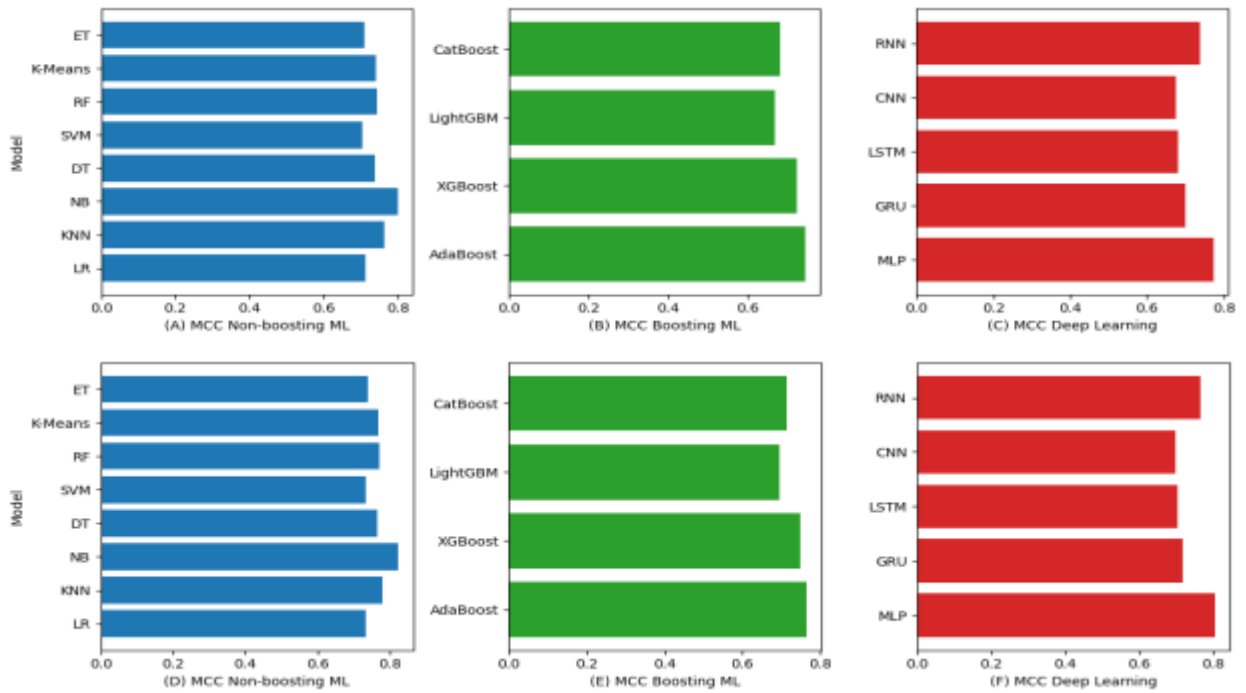 ET
K-Means
RF
SVM
DT
NB
KNN
LR
Model
0.0 0.2 0.4 0.6 0.8
(A) MCC Non-boosting ML
CatBoost
LightGBM
XGBoost
AdaBoost
0.0 0.2 0.4 0.6
(B) MCC Boosting ML
RNN
CNN
LSTM
GRU
MLP
0.0 0.2 0.4 0.6 0.8
(C) MCC Deep Learning
ET
K-Means
RF
SVM
DT
NB
KNN
LR
Model
0.0 0.2 0.4 0.6 0.8
(D) MCC Non-boosting ML
CatBoost
LightGBM
XGBoost
AdaBoost
0.0 0.2 0.4 0.6 0.8
(E) MCC Boosting ML
RNN
CNN
LSTM
GRU
MLP
0.0 0.2 0.4 0.6 0.8
(F) MCC Deep Learning